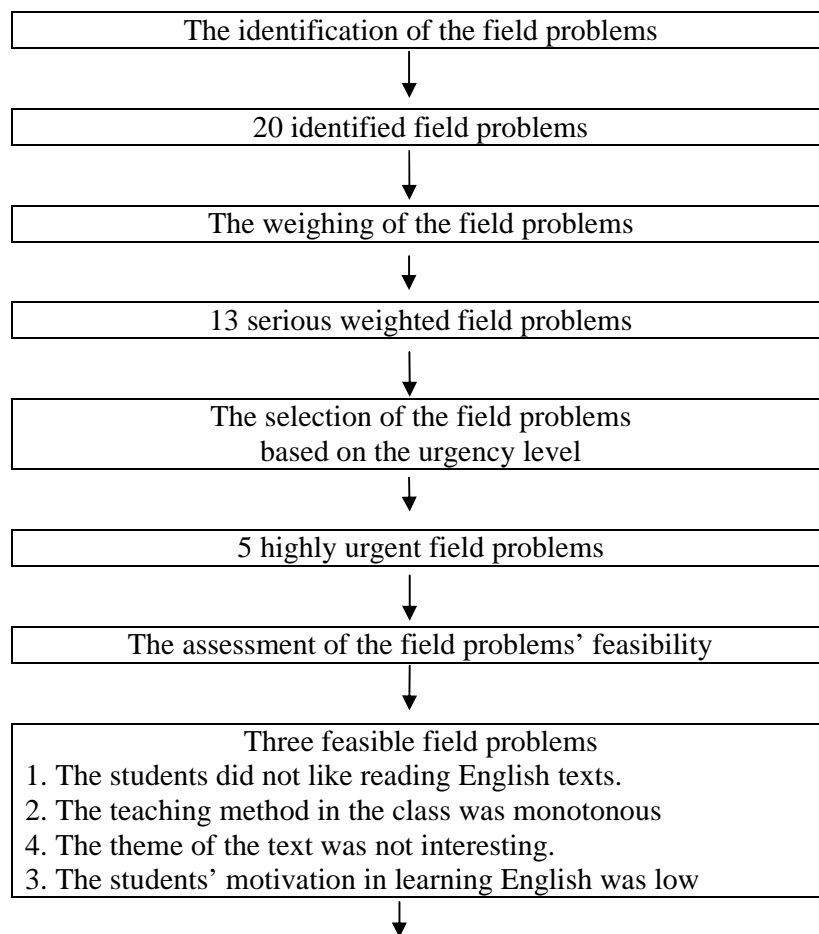 The identification of the field problems
20 identified field problems
The weighing of the field problems
13 serious weighted field problems
The selection of the field problems
based on the urgency level
5 highly urgent field problems
The assessment of the field problems’ feasibility
Three feasible field problems
1. The students did not like reading English texts.
2. The teaching method in the class was monotonous
4. The theme of the text was not interesting.
3. The students’ motivation in learning English was low